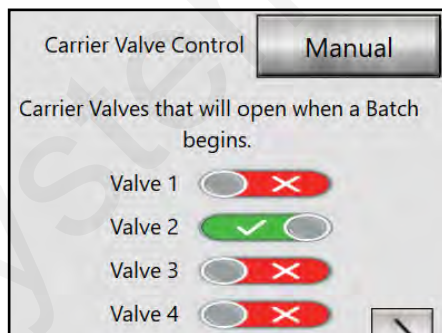 Carrier Valve Control Manual
Carrier Valves that will open when a Batch
begins.
Valve 1
Valve 2
Valve 3
Valve 4